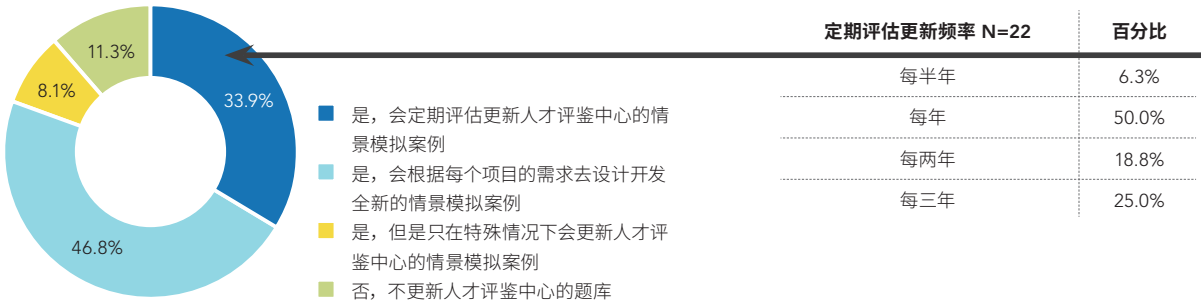 11.3%
8.1%
33.9%
46.8%
是，会定期评估更新人才评鉴中心的情
景模拟案例
是，会根据每个项目的需求去设计开发
全新的情景模拟案例
是，但是只在特殊情况下会更新人才评
鉴中心的情景模拟案例
否，不更新人才评鉴中心的题库
定期评估更新频率 N=22 百分比
每半年 6.3%
每年 50.0%
每两年 18.8%
每三年 25.0%